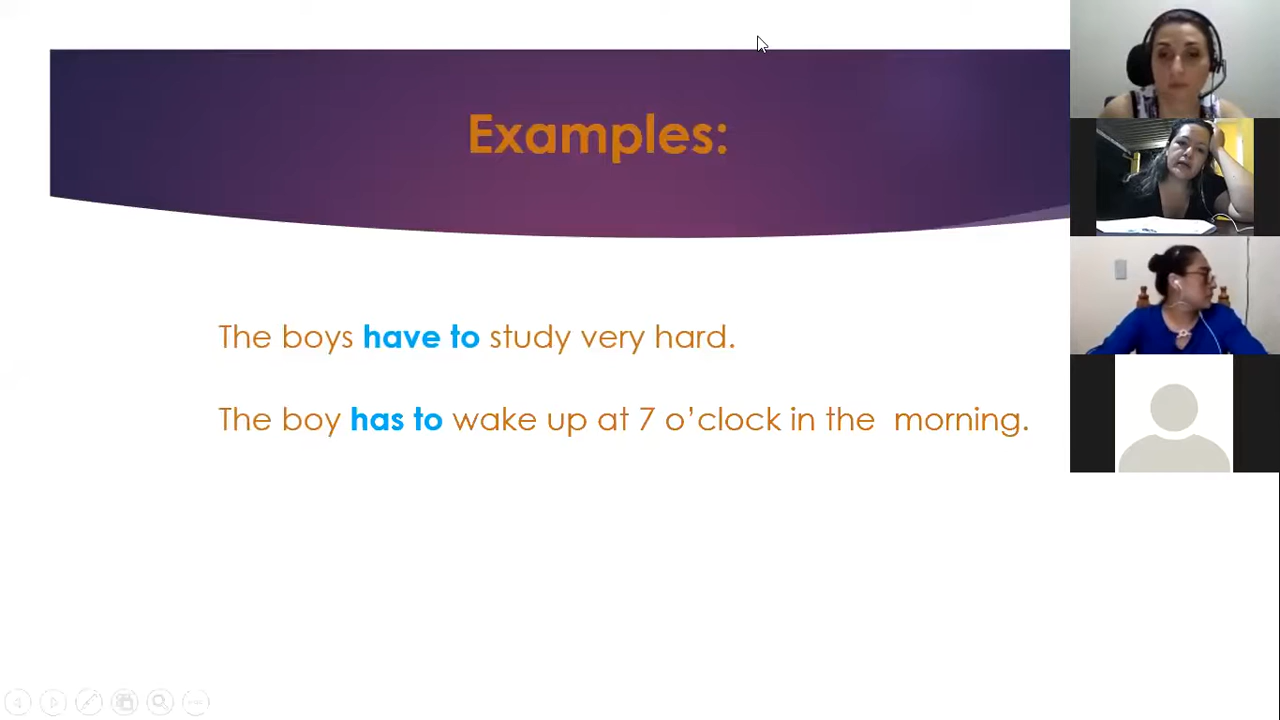 Examples:
The boys have to study very hard.
The boy has to wake up at 7 o’clock in the  morning.